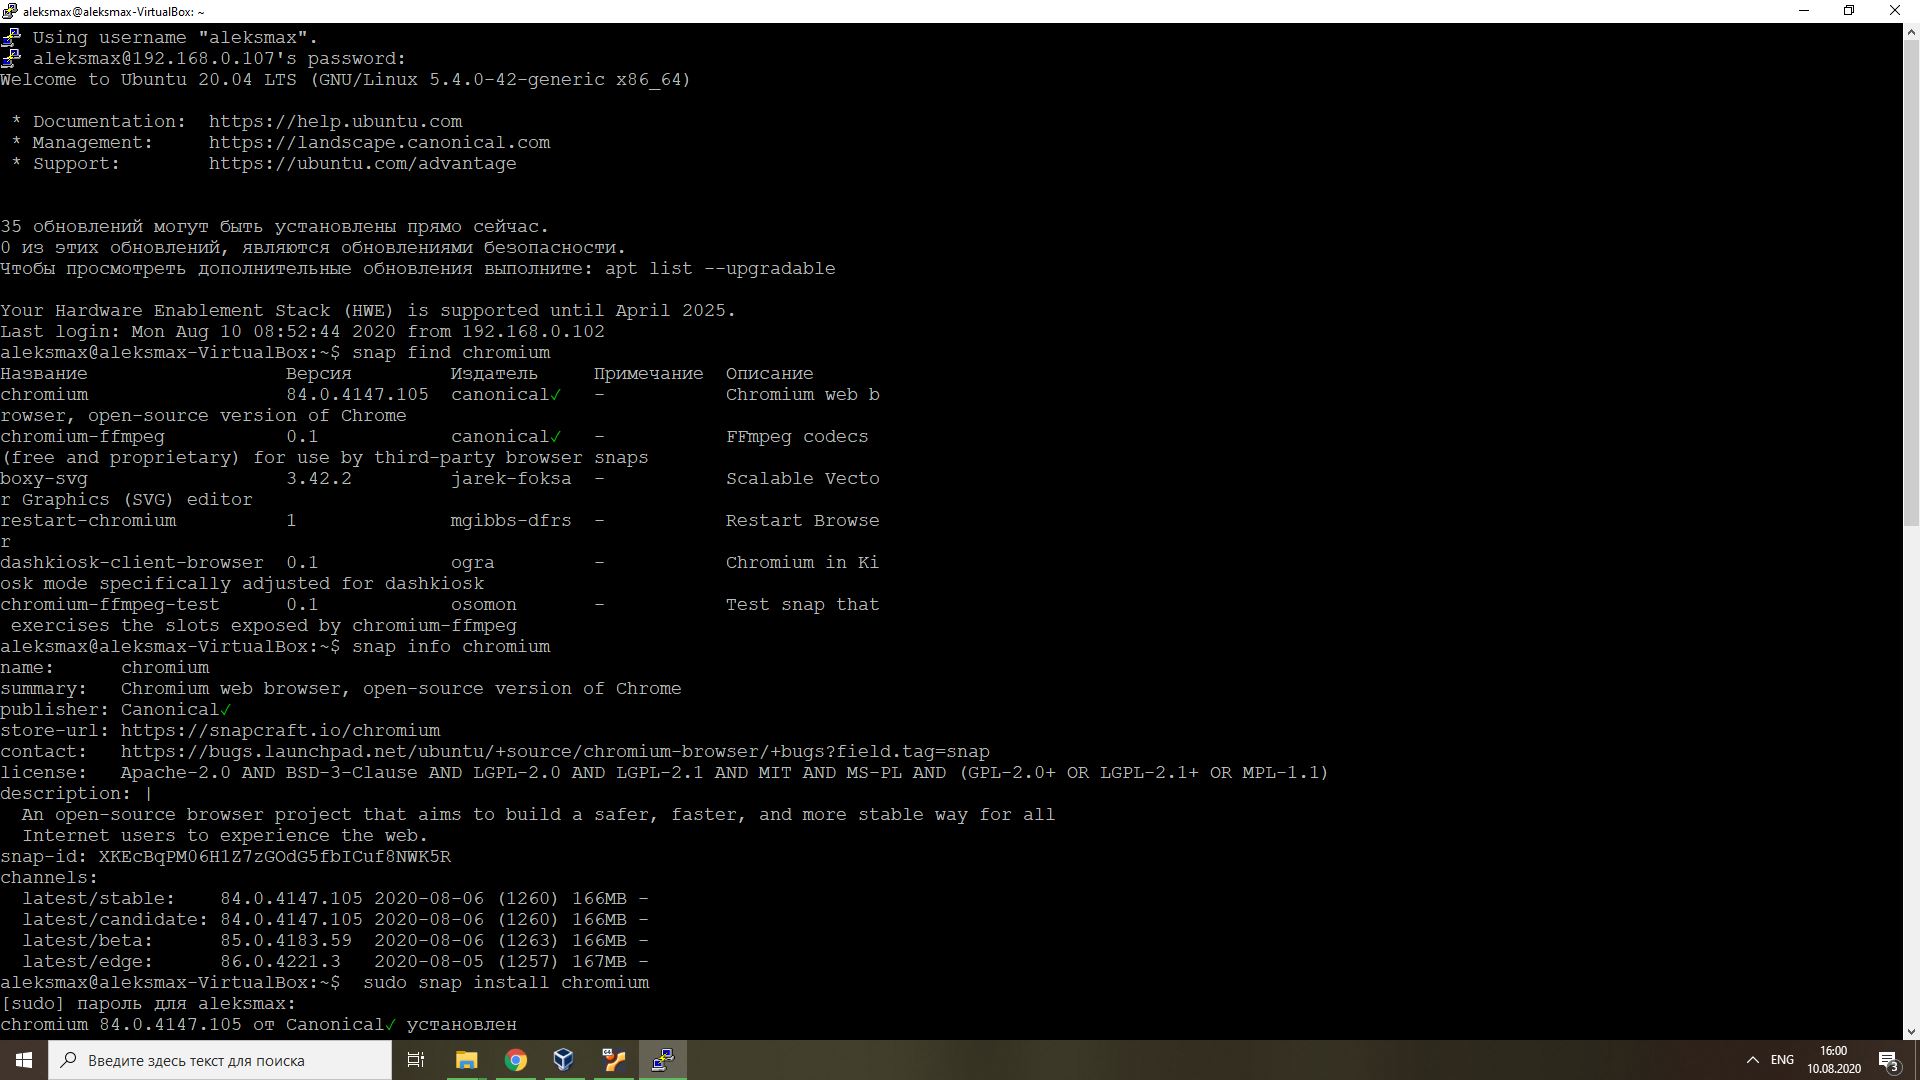 aleksmax@aleksmax-VirtualBox: ~
Using username "aleksmax".
aleksmax@192.168.0.107's password:
Welcome to Ubuntu 20.04 LTS (GNU/Linux 5.4.0-42-generic x86_64)
* Documentation:  https://help.ubuntu.com
* Management:     https://landscape.canonical.com
* Support:        https://ubuntu.com/advantage
35 обновлений могут быть установлены прямо сейчас.
0 из этих обновлений, являются обновлениями безопасности.
Чтобы просмотреть дополнительные обновления выполните: apt list --upgradable
Your Hardware Enablement Stack (HWE) is supported until April 2025.
Last login: Mon Aug 10 08:52:44 2020 from 192.168.0.102
aleksmax@aleksmax-VirtualBox:~$ snap find chromium
Название                  Версия         Издатель     Примечание  Описание
chromium                  84.0.4147.105  canonical✓   -           Chromium web b
rowser, open-source version of Chrome
chromium-ffmpeg           0.1            canonical✓   -           FFmpeg codecs
(free and proprietary) for use by third-party browser snaps
boxy-svg                  3.42.2         jarek-foksa  -           Scalable Vecto
r Graphics (SVG) editor
restart-chromium          1              mgibbs-dfrs  -           Restart Browse
r
dashkiosk-client-browser  0.1            ogra         -           Chromium in Ki
osk mode specifically adjusted for dashkiosk
chromium-ffmpeg-test      0.1            osomon       -           Test snap that
exercises the slots exposed by chromium-ffmpeg
aleksmax@aleksmax-VirtualBox:~$ snap info chromium
name:      chromium
summary:   Chromium web browser, open-source version of Chrome
publisher: Canonical✓
store-url: https://snapcraft.io/chromium
contact:   https://bugs.launchpad.net/ubuntu/+source/chromium-browser/+bugs?field.tag=snap
license:   Apache-2.0 AND BSD-3-Clause AND LGPL-2.0 AND LGPL-2.1 AND MIT AND MS-PL AND (GPL-2.0+ OR LGPL-2.1+ OR MPL-1.1)
description: |
An open-source browser project that aims to build a safer, faster, and more stable way for all
Internet users to experience the web.
snap-id: XKEcBqPM06H1Z7zGOdG5fbICuf8NWK5R
channels:
latest/stable:    84.0.4147.105 2020-08-06 (1260) 166MB -
latest/candidate: 84.0.4147.105 2020-08-06 (1260) 166MB -
latest/beta:      85.0.4183.59  2020-08-06 (1263) 166MB -
latest/edge:      86.0.4221.3   2020-08-05 (1257) 167MB -
aleksmax@aleksmax-VirtualBox:~$  sudo snap install chromium
[sudo] пароль для aleksmax:
chromium 84.0.4147.105 от Canonical✓ установлен
Введите здесь текст для поиска
ENG
16:00
10.08.2020
3